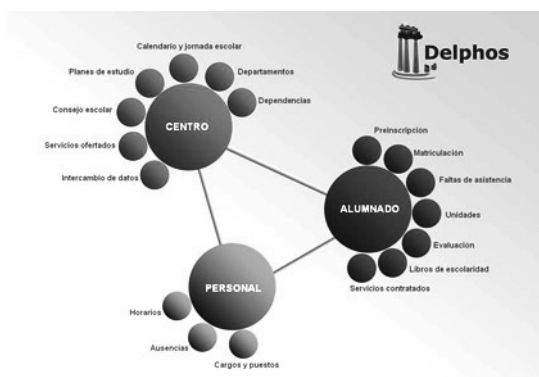 Delphos
Calendario y jornada escolar
Planes de estudio
Departamentos
Consejo escolar
Dependencias
CENTRO
Servicios ofertados
Intercambio de datos
Preinscripción
Matriculación
Faltas de asistencia
ALUMNADO
Unidades
Evaluación
Libros de escolaridad
Servicios contratados
PERSONAL
Horarios
Ausencias
Cargos y puestos